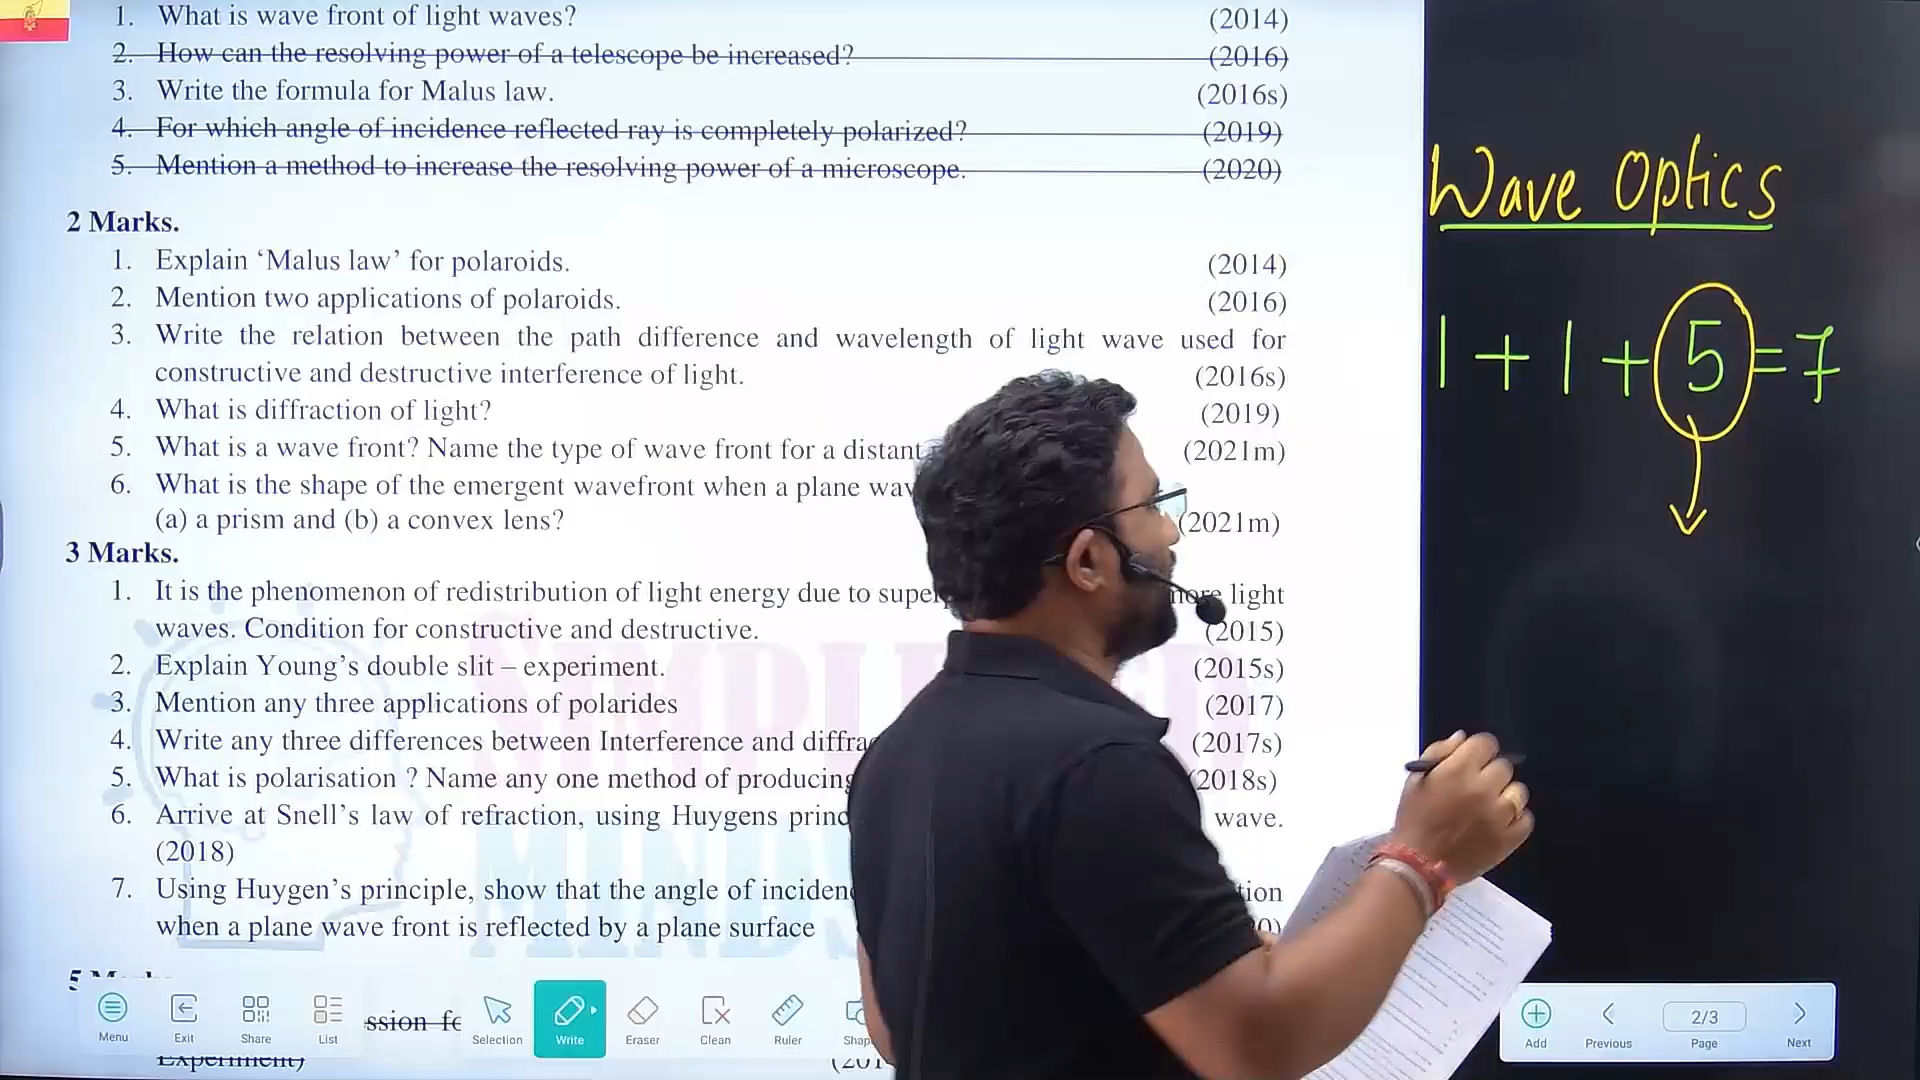 1. What is wave front of light waves? (2014)
2. How can the resolving power of a telescope be increased? (2016)
3. Write the formula for Malus law. (2016s)
4. For which angle of incidence reflected ray is completely polarized? (2019)
5. Mention a method to increase the resolving power of a microscope. (2020)
Wave Optics
2 Marks.
1. Explain ‘Malus law’ for polaroids. (2014)
2. Mention two applications of polaroids. (2016)
1 + 1 + 5 = 7
3. Write the relation between the path difference and wavelength of light wave used for
constructive and destructive interference of light. (2016s)
4. What is diffraction of light? (2019)
5. What is a wave front? Name the type of wave front for a distant (2021m)
6. What is the shape of the emergent wavefront when a plane
(a) a prism and (b) a convex lens? (2021m)
3 Marks.
1. It is the phenomenon of redistribution of light energy due to more light
waves. Condition for constructive and destructive. (2015)
2. Explain Young’s double slit – experiment. (2015s)
3. Mention any three applications of polarides (2017)
4. Write any three differences between Interference and (2017s)
5. What is polarisation ? Name any one method of producing (2018s)
6. Arrive at Snell’s law of refraction, using Huygens wave.
(2018)
7. Using Huygen’s principle, show that the angle of
when a plane wave front is reflected by a plane surface
SIMPLIFIED
MINDS
Menu Exit Share List Selection Write Eraser Clean Ruler
Experiment)
Add Previous 2/3 Page Next